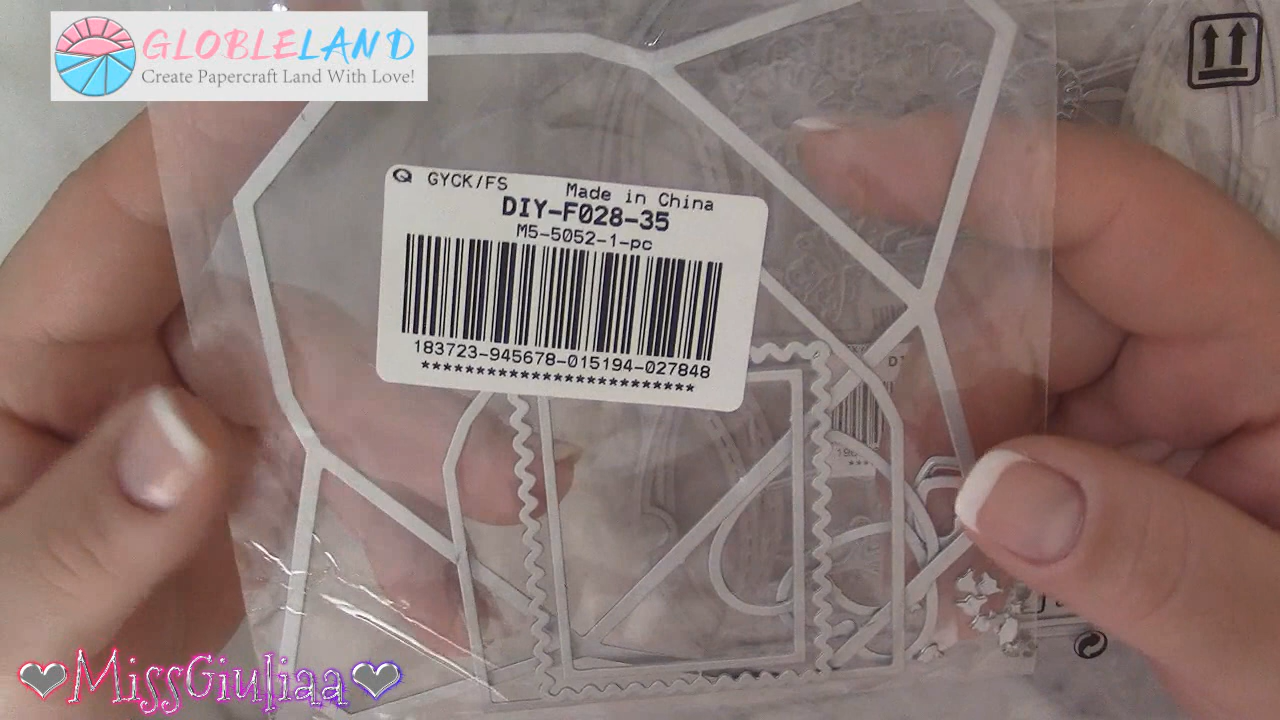 GLOBLELAND
Create Papercraft Land With Love!
GYCK/FS Made in China
DIY-F028-35
M5-5052-1-pc
183723-945678-015194-027848
*************************
MissGiuliaa